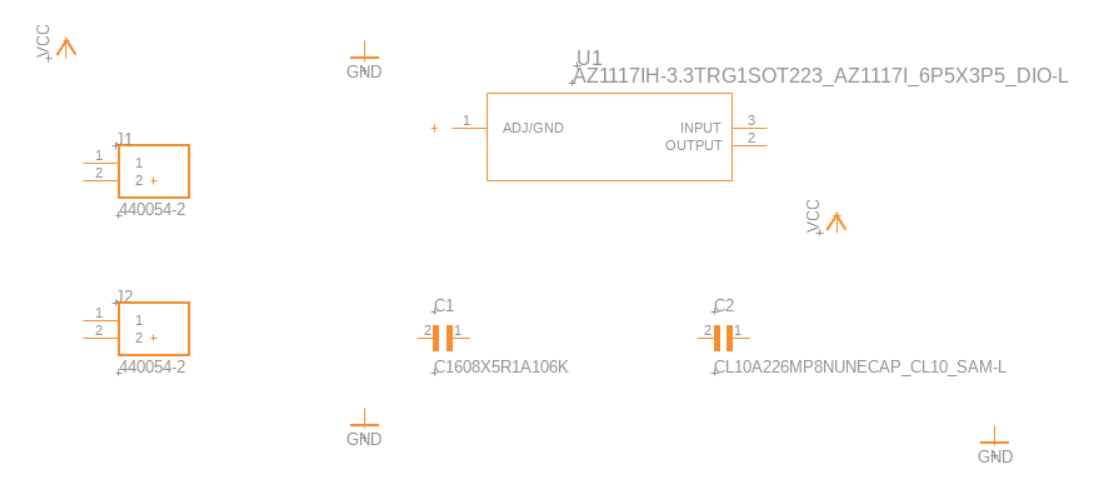 VCC
GND
U1
AZ1117IH-3.3TRG1SOT223_AZ1117I_6P5X3P5_DIO-L
1 ADJ/GND INPUT 3
OUTPUT 2
J1
1 1
2 2
440054-2
VCC
J2
1 1
2 2
440054-2
C1
2 1
C1608X5R1A106K
C2
2 1
CL10A226MP8NUNECAP_CL10_SAM-L
GND
GND